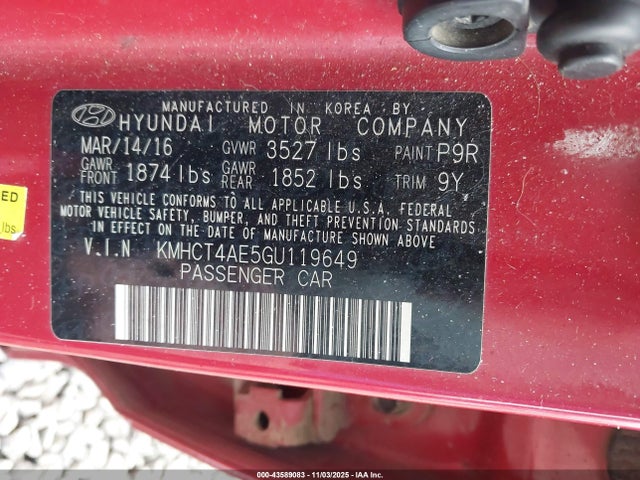 MANUFACTURED IN KOREA BY
HYUNDAI MOTOR COMPANY
MAR/14/16 GVWR 3527 lbs PAINT P9R
GAWR FRONT 1874 lbs GAWR REAR 1852 lbs TRIM 9Y
THIS VEHICLE CONFORMS TO ALL APPLICABLE U.S.A. FEDERAL
MOTOR VEHICLE SAFETY, BUMPER, AND THEFT PREVENTION STANDARDS
IN EFFECT ON THE DATE OF MANUFACTURE SHOWN ABOVE.
V.I.N KMHCT4AE5GU119649
PASSENGER CAR
lbs
000-43589083 - 11/03/2025 - IAA Inc.